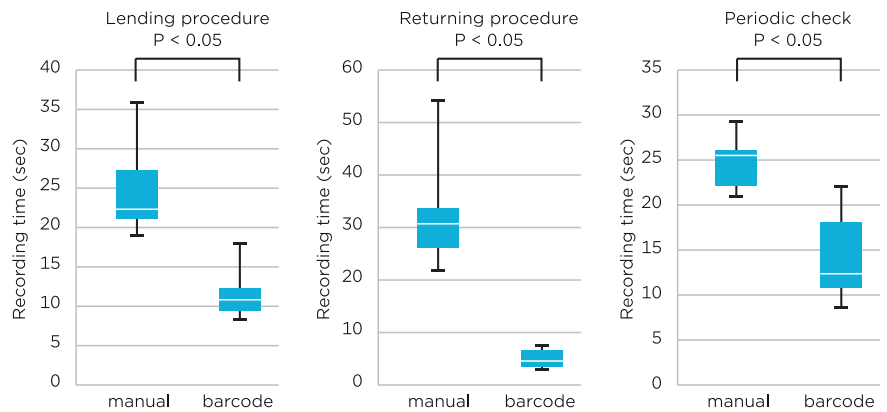 Lending procedure
P < 0.05
Recording time (sec)
40
35
30
25
20
15
10
5
0
manual
barcode
Returning procedure
P < 0.05
Recording time (sec)
60
50
40
30
20
10
0
manual
barcode
Periodic check
P < 0.05
Recording time (sec)
35
30
25
20
15
10
5
0
manual
barcode